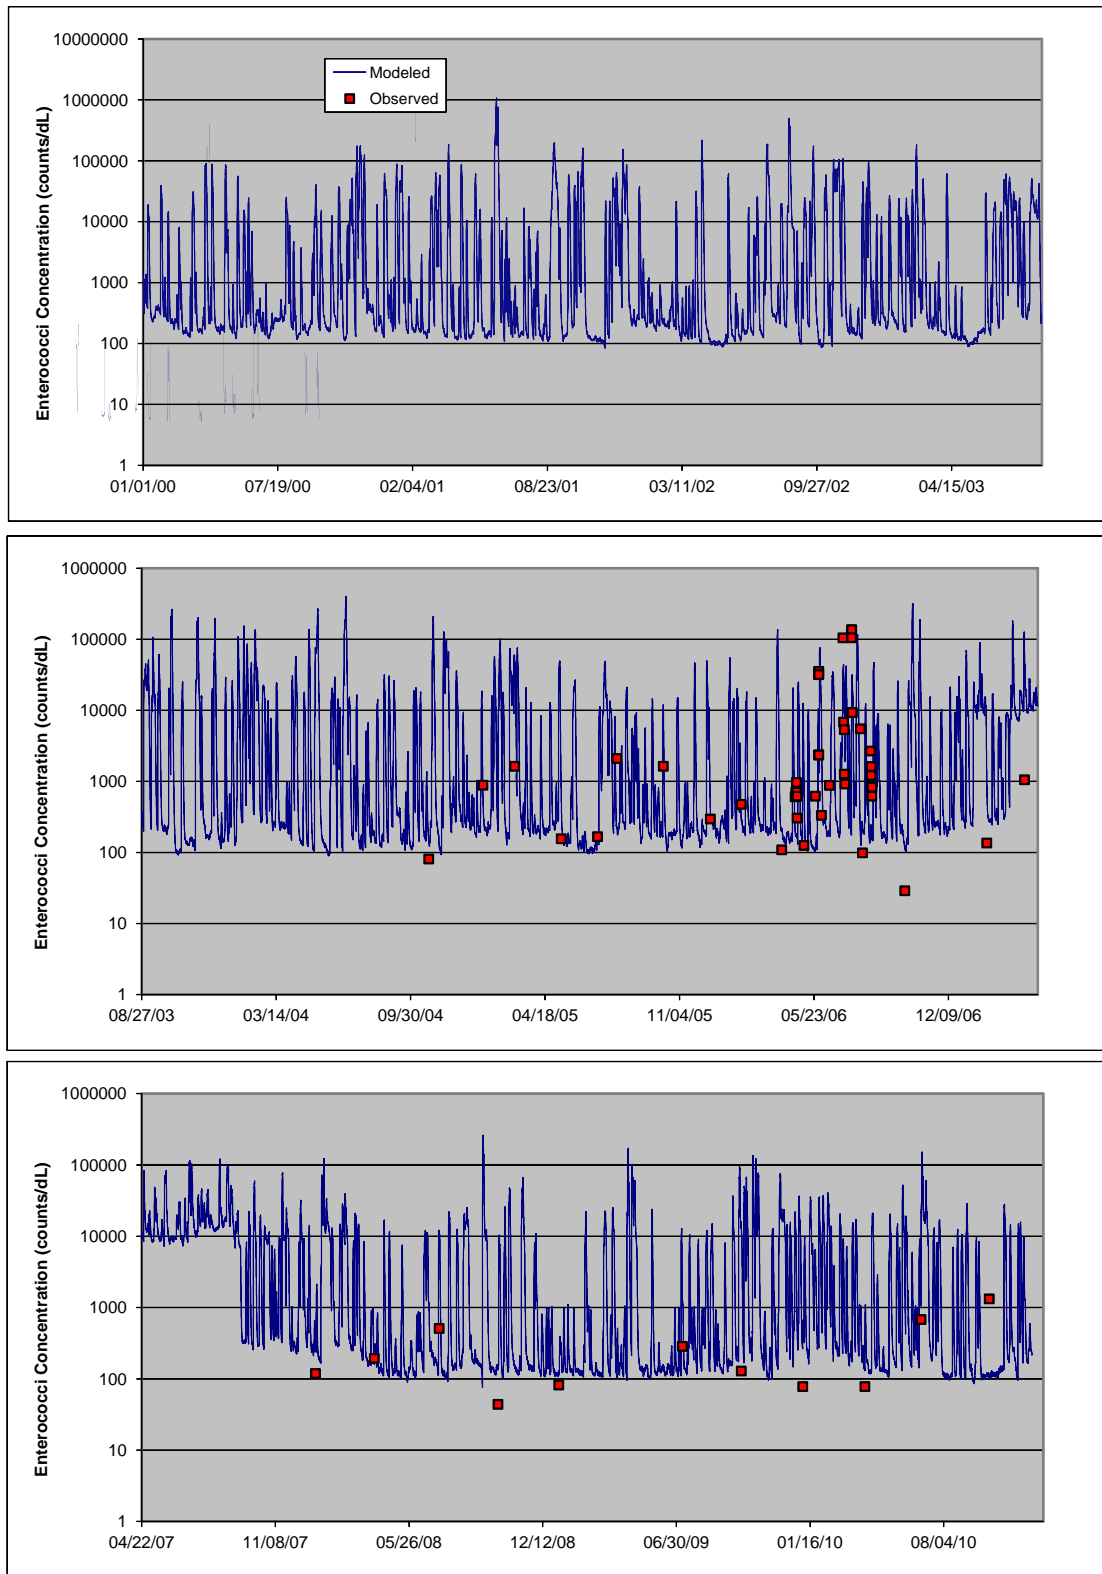 10000000
1000000
100000
10000
1000
100
10
1
Enterococci Concentration (counts/dL)
Modeled
Observed
01/01/00 07/19/00 02/04/01 08/23/01 03/11/02 09/27/02 04/15/03
1000000
100000
10000
1000
100
10
1
Enterococci Concentration (counts/dL)
08/27/03 03/14/04 09/30/04 04/18/05 11/04/05 05/23/06 12/09/06
1000000
100000
10000
1000
100
10
1
Enterococci Concentration (counts/dL)
04/22/07 11/08/07 05/26/08 12/12/08 06/30/09 01/16/10 08/04/10